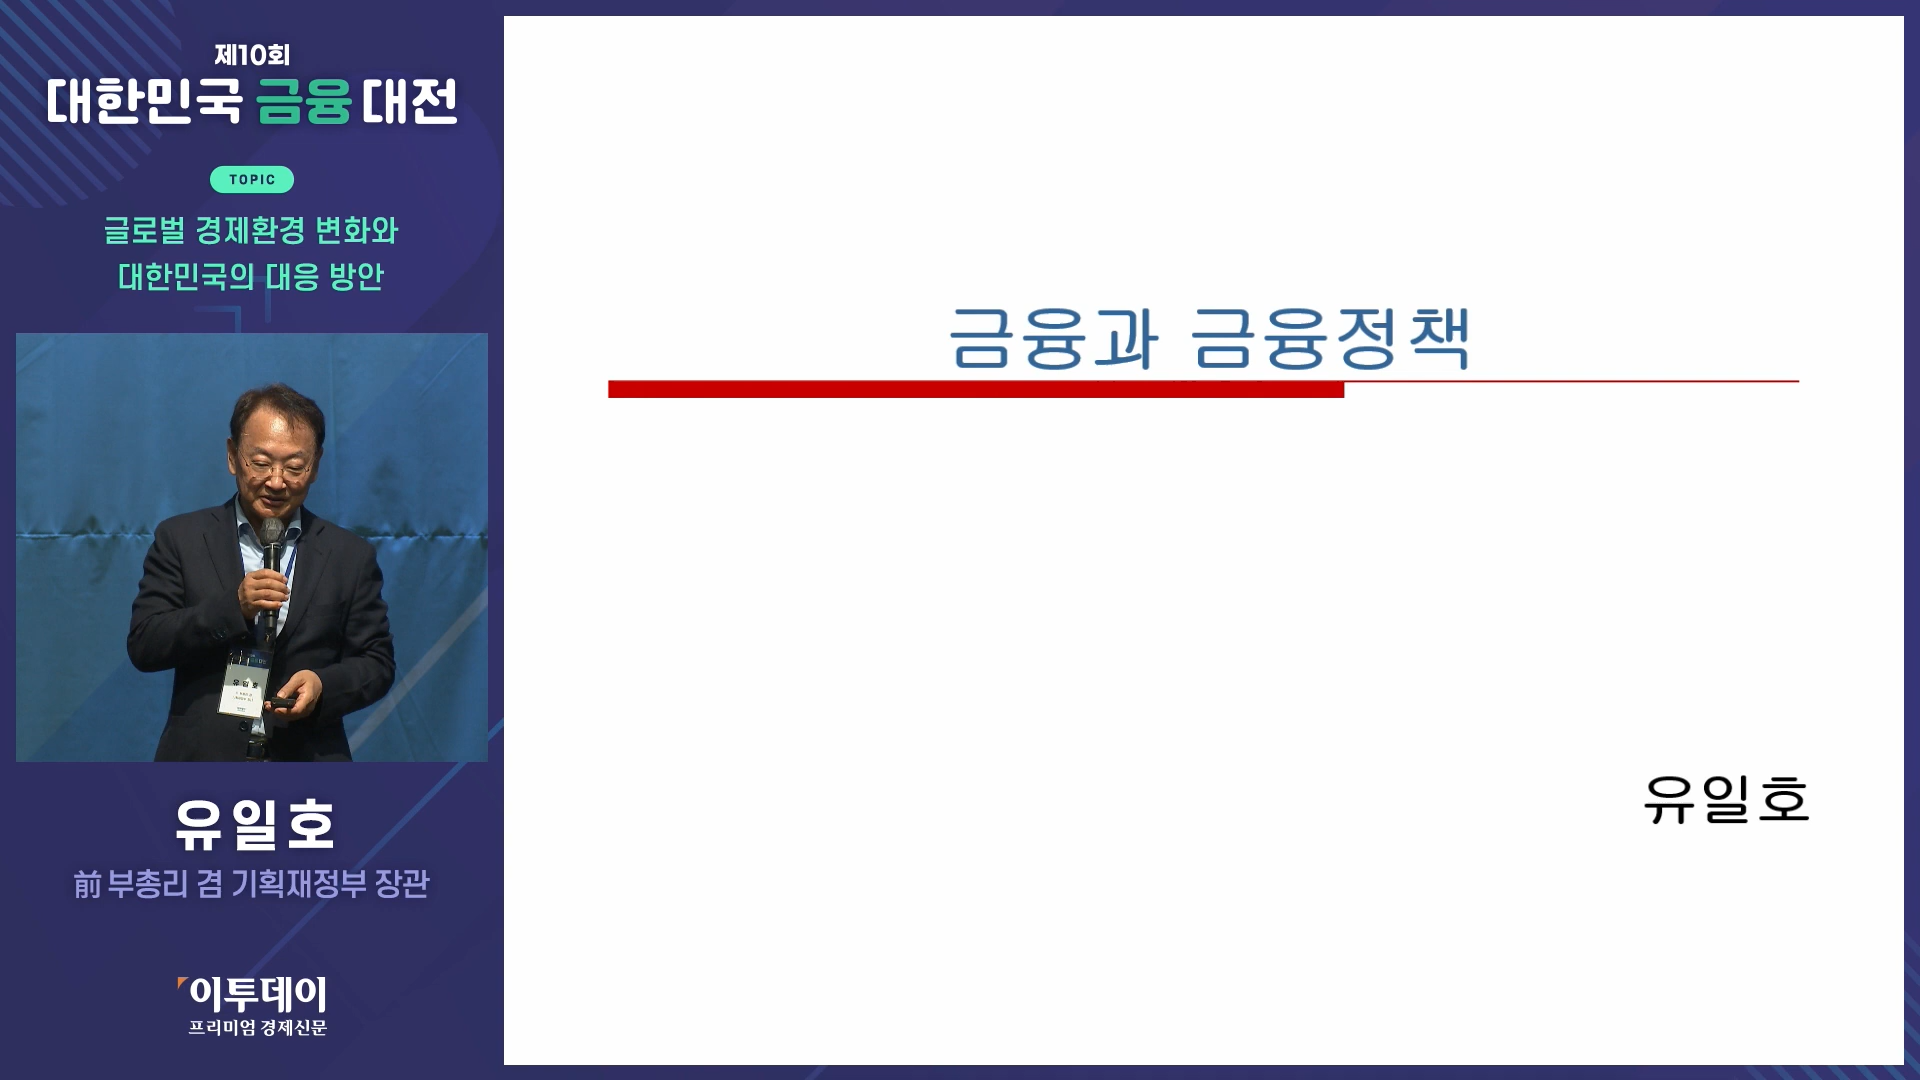 제10회
대한민국 금융대전
TOPIC
글로벌 경제환경 변화와
대한민국의 대응 방안
유일호
유일호
前 부총리 겸 기획재정부 장관
이투데이
프리미엄 경제신문
금융과 금융정책
유일호